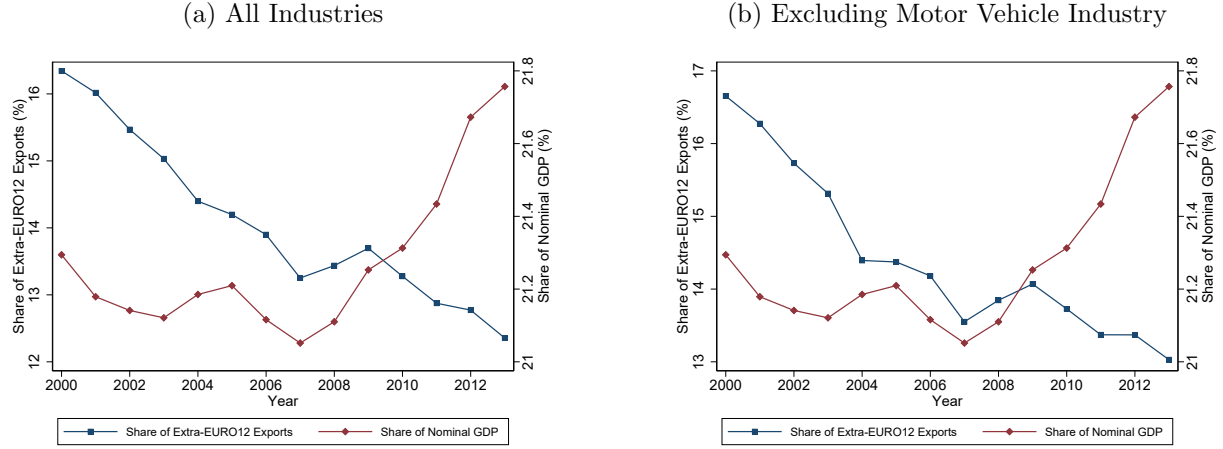 (a) All Industries
Share of Extra-EURO12 Exports (%)
12 13 14 15 16
Share of Nominal GDP (%)
21 21.2 21.4 21.6 21.8
2000 2002 2004 2006 2008 2010 2012
Year
Share of Extra-EURO12 Exports Share of Nominal GDP
(b) Excluding Motor Vehicle Industry
Share of Extra-EURO12 Exports (%)
13 14 15 16 17
Share of Nominal GDP (%)
21 21.2 21.4 21.6 21.8
2000 2002 2004 2006 2008 2010 2012
Year
Share of Extra-EURO12 Exports Share of Nominal GDP